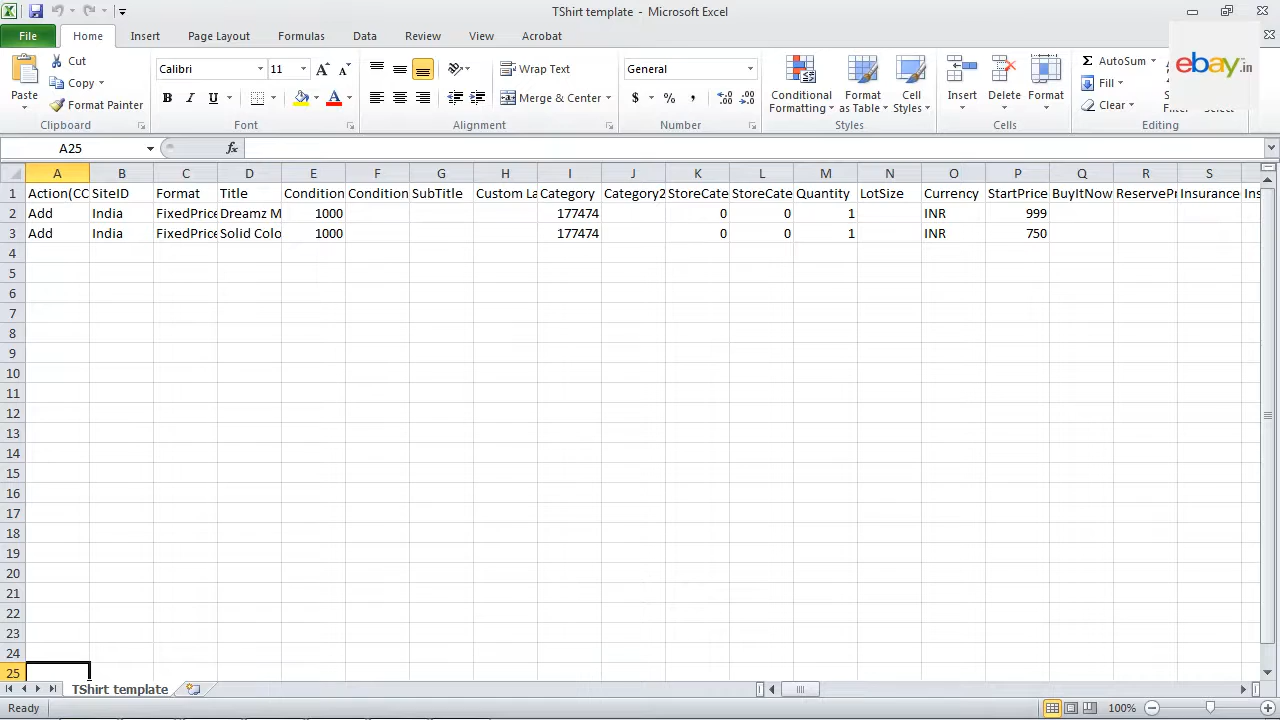 TShirt template - Microsoft Excel
File Home Insert Page Layout Formulas Data Review View Acrobat
Paste Cut Copy Format Painter Clipboard
Calibri 11 A A B I U A Font
Wrap Text Merge & Center Alignment
General $ % , Number
Conditional Formatting Format as Table Cell Styles Styles
Insert Delete Format Cells
Σ AutoSum Fill Clear Editing
ebay.in
A25 fx
A B C D E F G H I J K L M N O P Q R S
1 Action(CC SiteID Format Title Condition Condition SubTitle Custom La Category Category2 StoreCate StoreCate Quantity LotSize Currency StartPrice BuyItNow ReservePr Insurance Ins
2 Add India FixedPrice Dreamz M 1000 177474 0 0 1 INR 999
3 Add India FixedPrice Solid Colo 1000 177474 0 0 1 INR 750
4
5
6
7
8
9
10
11
12
13
14
15
16
17
18
19
20
21
22
23
24
25
TShirt template
Ready 100%